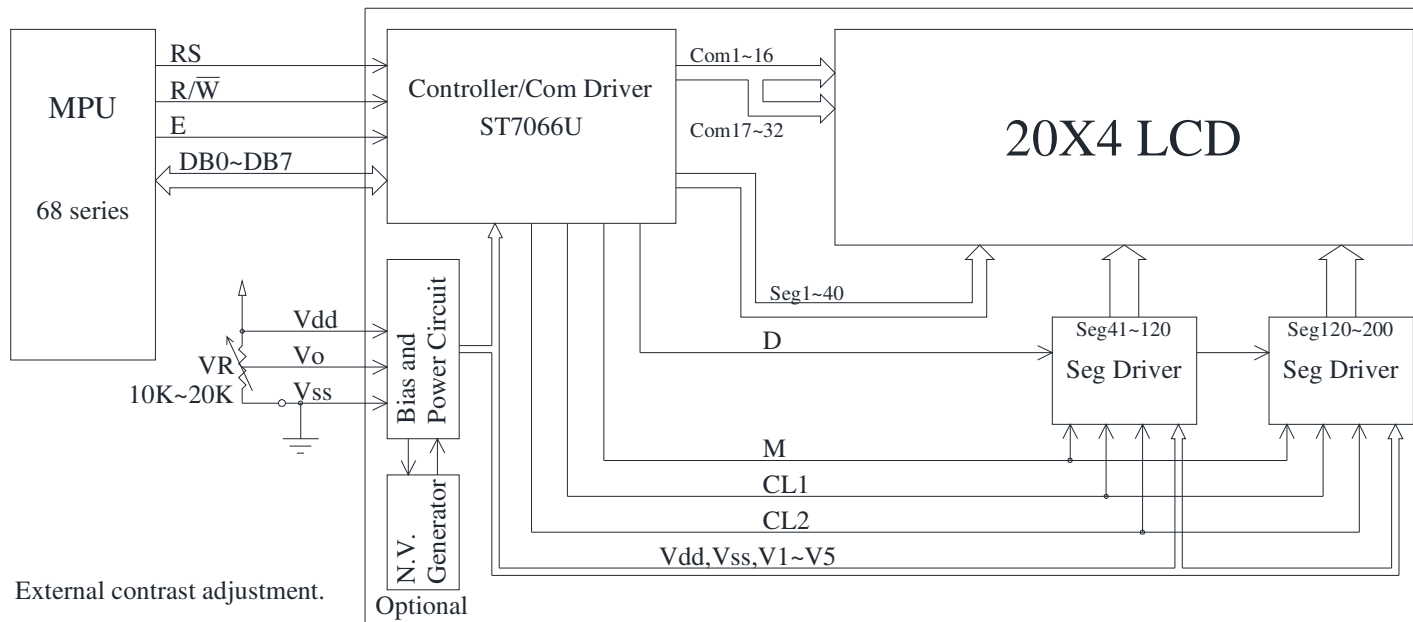 MPU
68 series
RS
R/W̅
E
DB0~DB7
Controller/Com Driver
ST7066U
Com1~16
Com17~32
20X4 LCD
Seg1~40
Vdd
Vo
Vss
VR
10K~20K
Bias and
Power Circuit
D
Seg41~120
Seg Driver
Seg120~200
Seg Driver
M
CL1
CL2
Vdd,Vss,V1~V5
N.V.
Generator
Optional
External contrast adjustment.